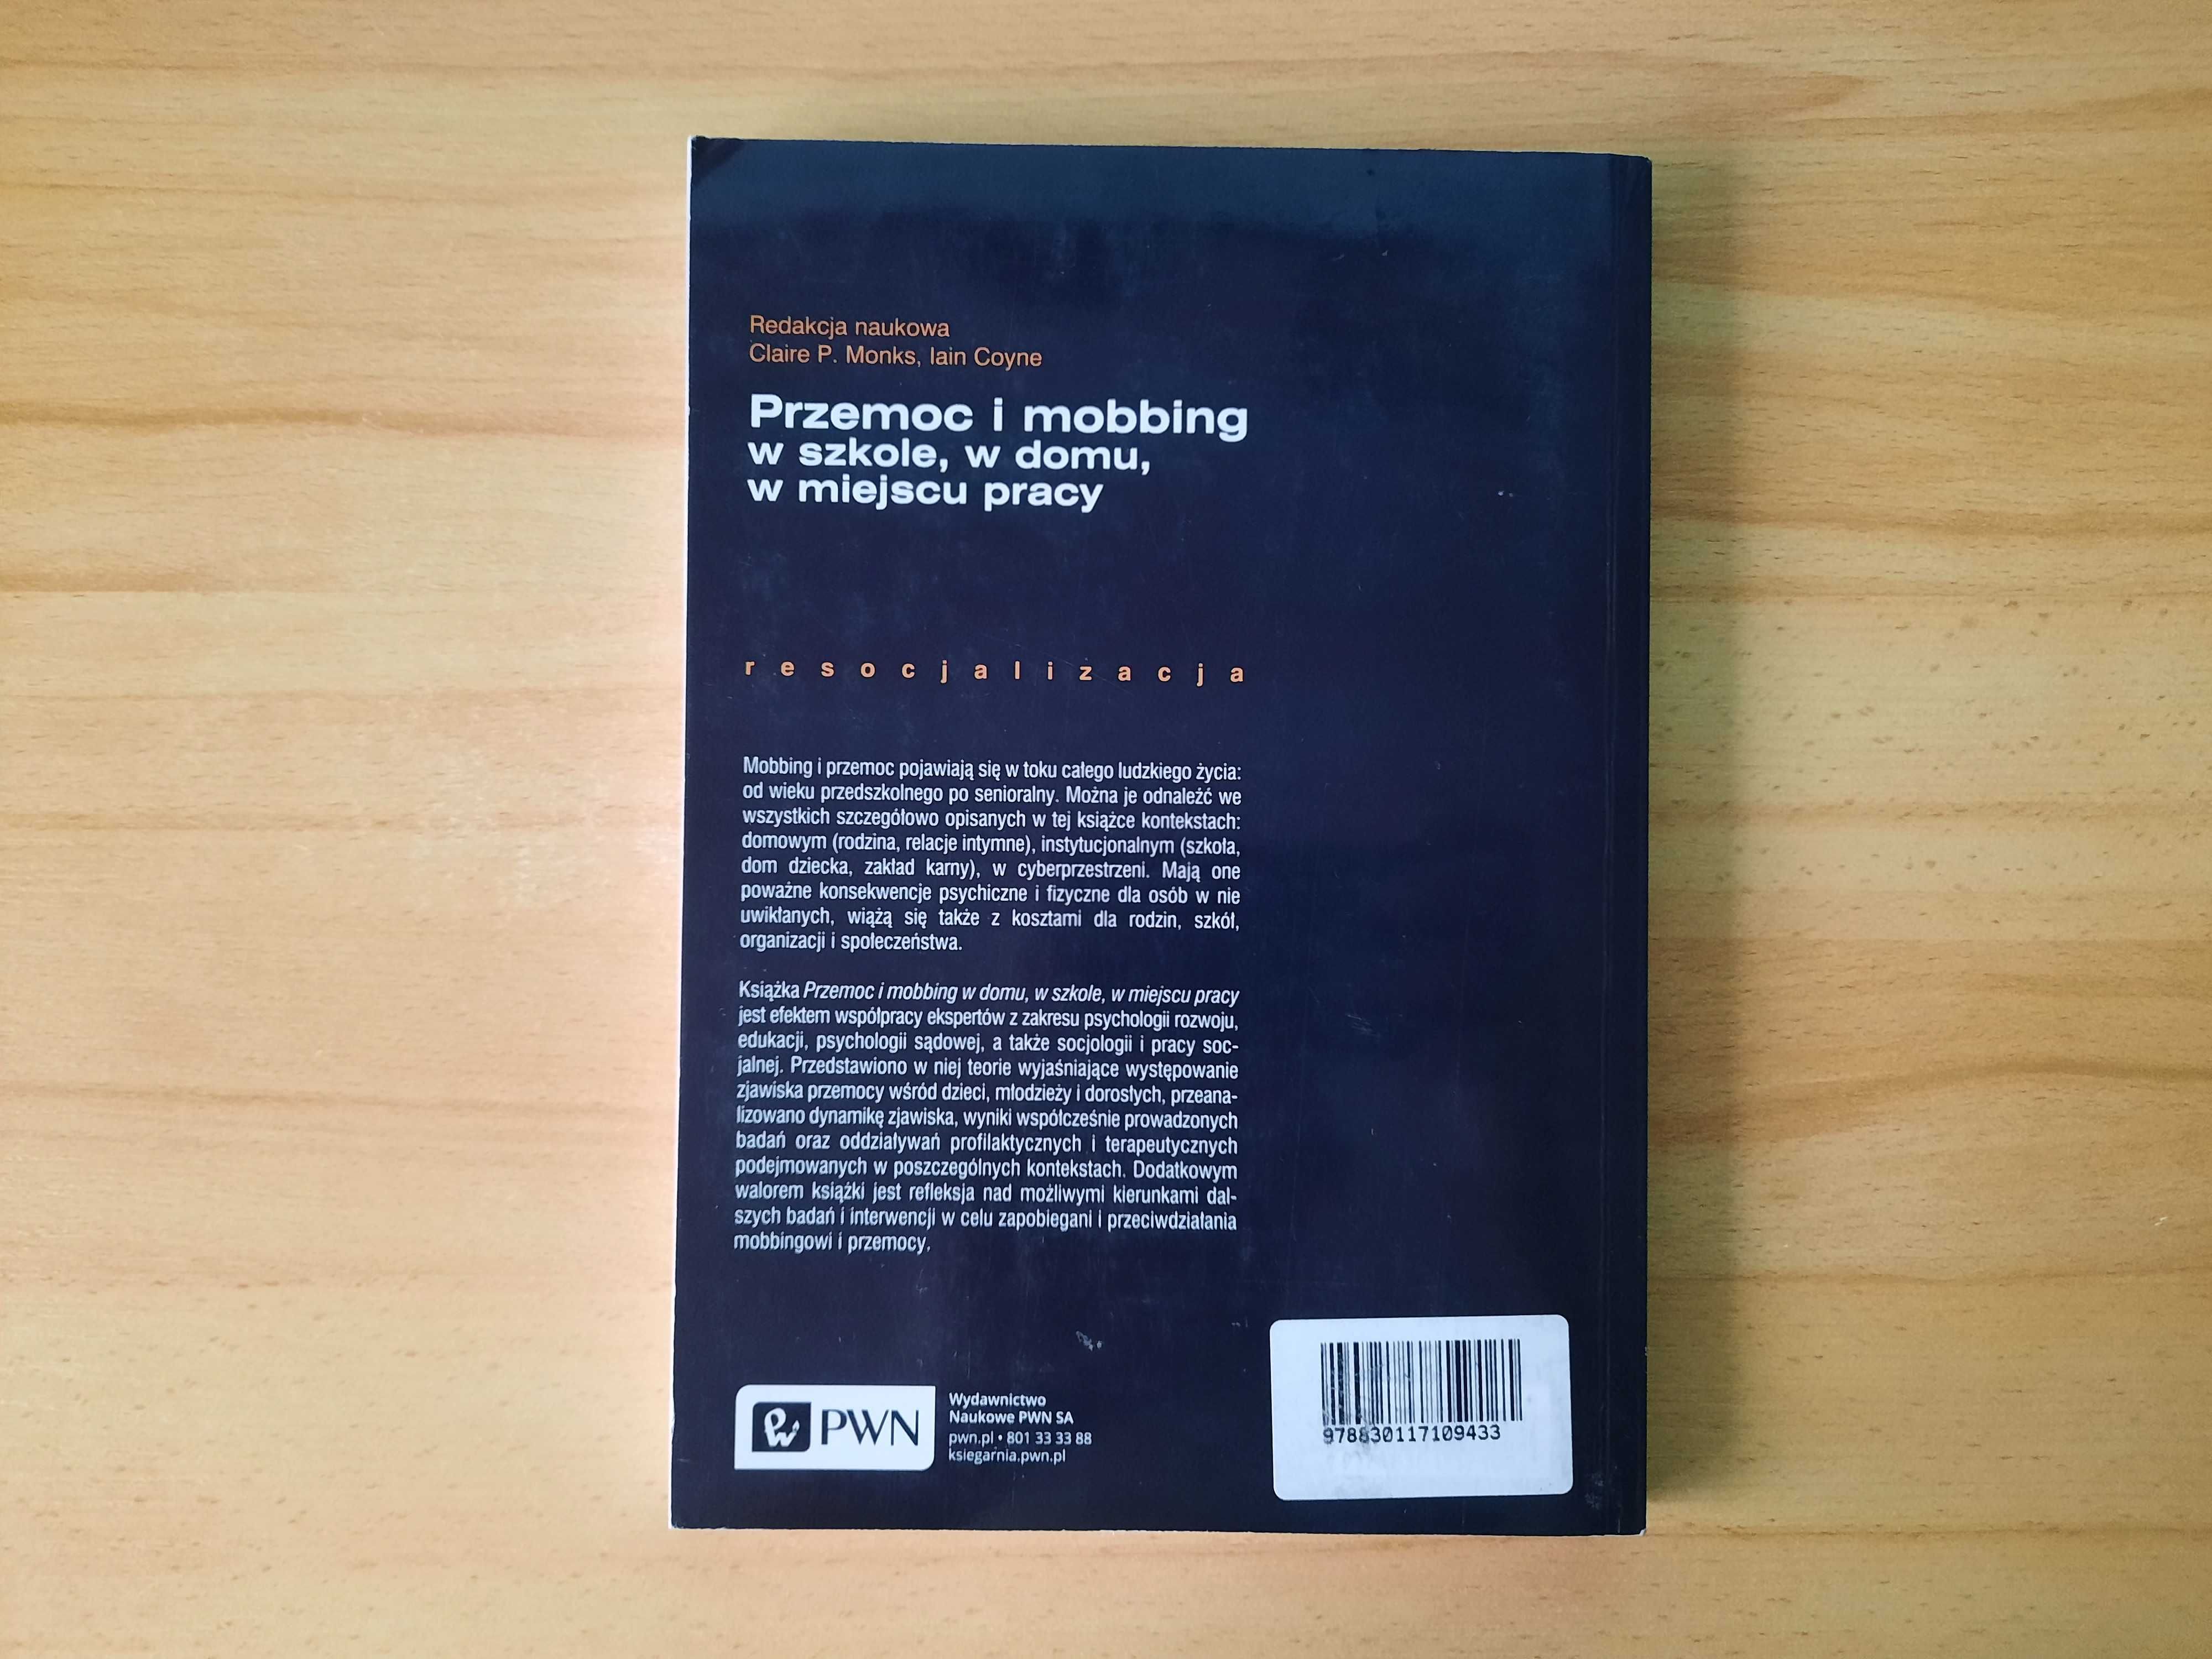 Redakcja naukowa
Claire P. Monks, Iain Coyne
Przemoc i mobbing
w szkole, w domu,
w miejscu pracy
resocjalizacja
Mobbing i przemoc pojawiają się w toku całego ludzkiego życia:
od wieku przedszkolnego po senioralny. Można je odnaleźć we
wszystkich szczegółowo opisanych w tej książce kontekstach:
domowym (rodzina, relacje intymne), instytucjonalnym (szkoła,
dom dziecka, zakład karny), w cyberprzestrzeni. Mają one
poważne konsekwencje psychiczne i fizyczne dla osób w nie
uwikłanych, wiążą się także z kosztami dla rodzin, szkół,
organizacji i społeczeństwa.
Książka Przemoc i mobbing w domu, w szkole, w miejscu pracy
jest efektem współpracy ekspertów z zakresu psychologii rozwoju,
edukacji, psychologii sądowej, a także socjologii i pracy soc-
jalnej. Przedstawiono w niej teorie wyjaśniające występowanie
zjawiska przemocy wśród dzieci, młodzieży i dorosłych, przeana-
lizowano dynamikę zjawiska, wyniki współcześnie prowadzonych
badań oraz oddziaływań profilaktycznych i terapeutycznych
podejmowanych w poszczególnych kontekstach. Dodatkowym
walorem książki jest refleksja nad możliwymi kierunkami dal-
szych badań i interwencji w celu zapobiegani i przeciwdziałania
mobbingowi i przemocy.
PWN
Wydawnictwo
Naukowe PWN SA
pwn.pl • 801 33 33 88
ksiegarnia.pwn.pl
978830117109433